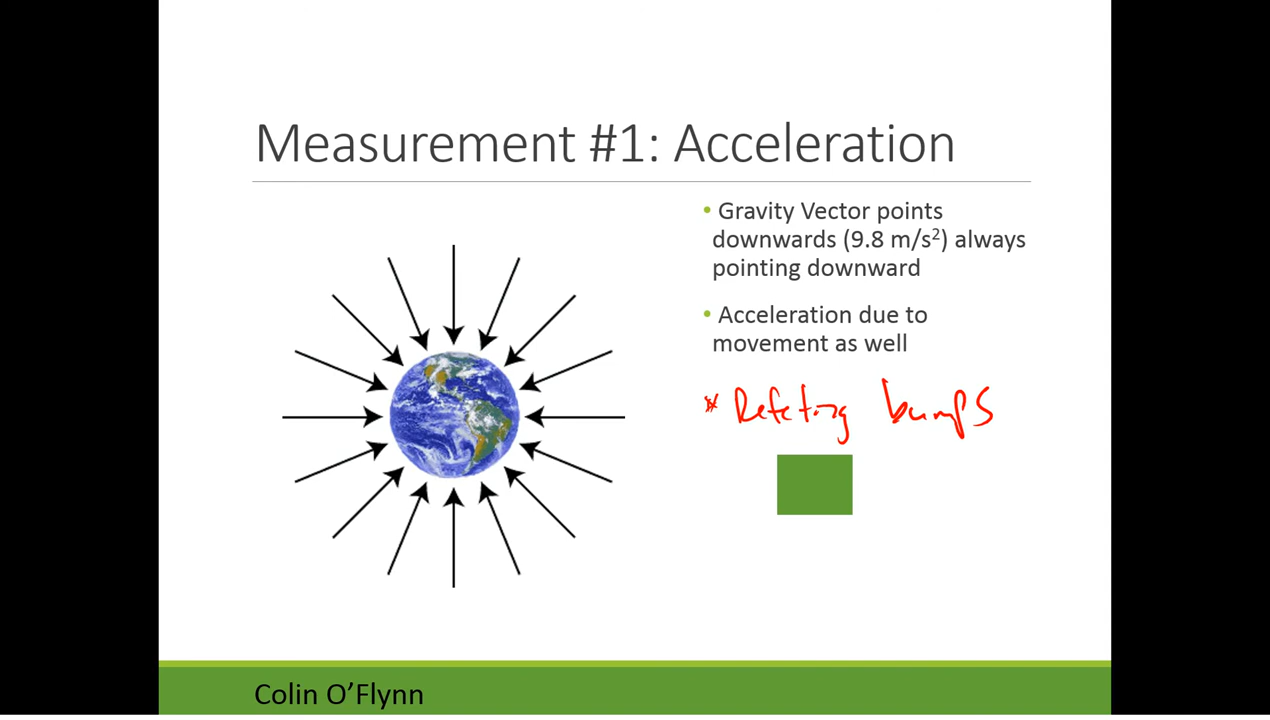 Measurement #1: Acceleration
• Gravity Vector points
downwards (9.8 m/s²) always
pointing downward
• Acceleration due to
movement as well
* bumps
Colin O'Flynn